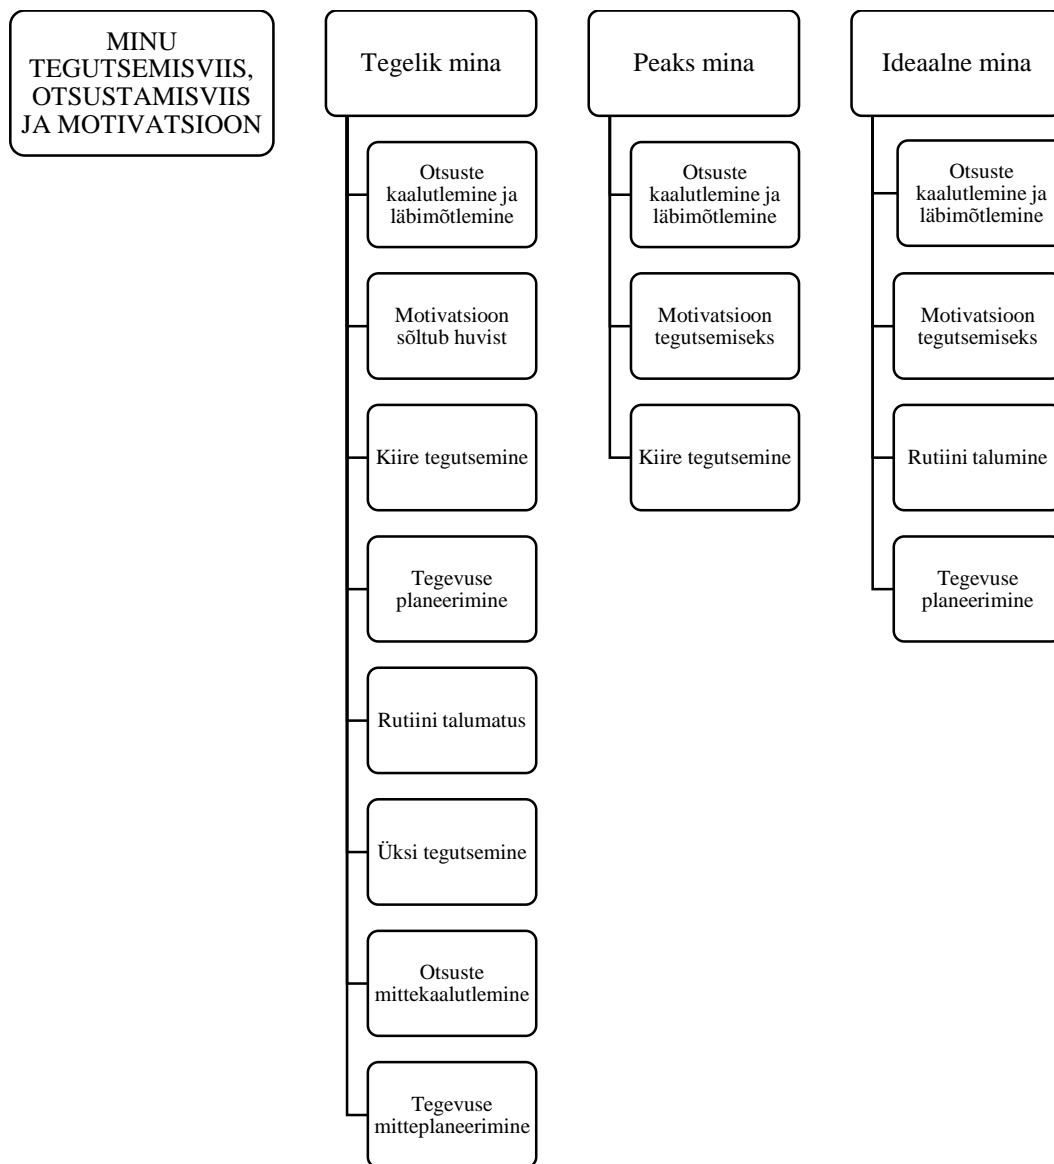 MINU
TEGUTSEMISVIIS,
OTSUSTAMISVIIS
JA MOTIVATSIOON
Tegelik mina
Otsuste
kaalutlemine ja
läbimõtlemine
Motivatsioon
sõltub huvist
Kiire tegutsemine
Tegevuse
planeerimine
Rutiini talumatus
Üksi tegutsemine
Otsuste
mittekaalutlemine
Tegevuse
mitteplaneerimine
Peaks mina
Otsuste
kaalutlemine ja
läbimõtlemine
Motivatsioon
tegutsemiseks
Kiire tegutsemine
Ideaalne mina
Otsuste
kaalutlemine ja
läbimõtlemine
Motivatsioon
tegutsemiseks
Rutiini talumine
Tegevuse
planeerimine